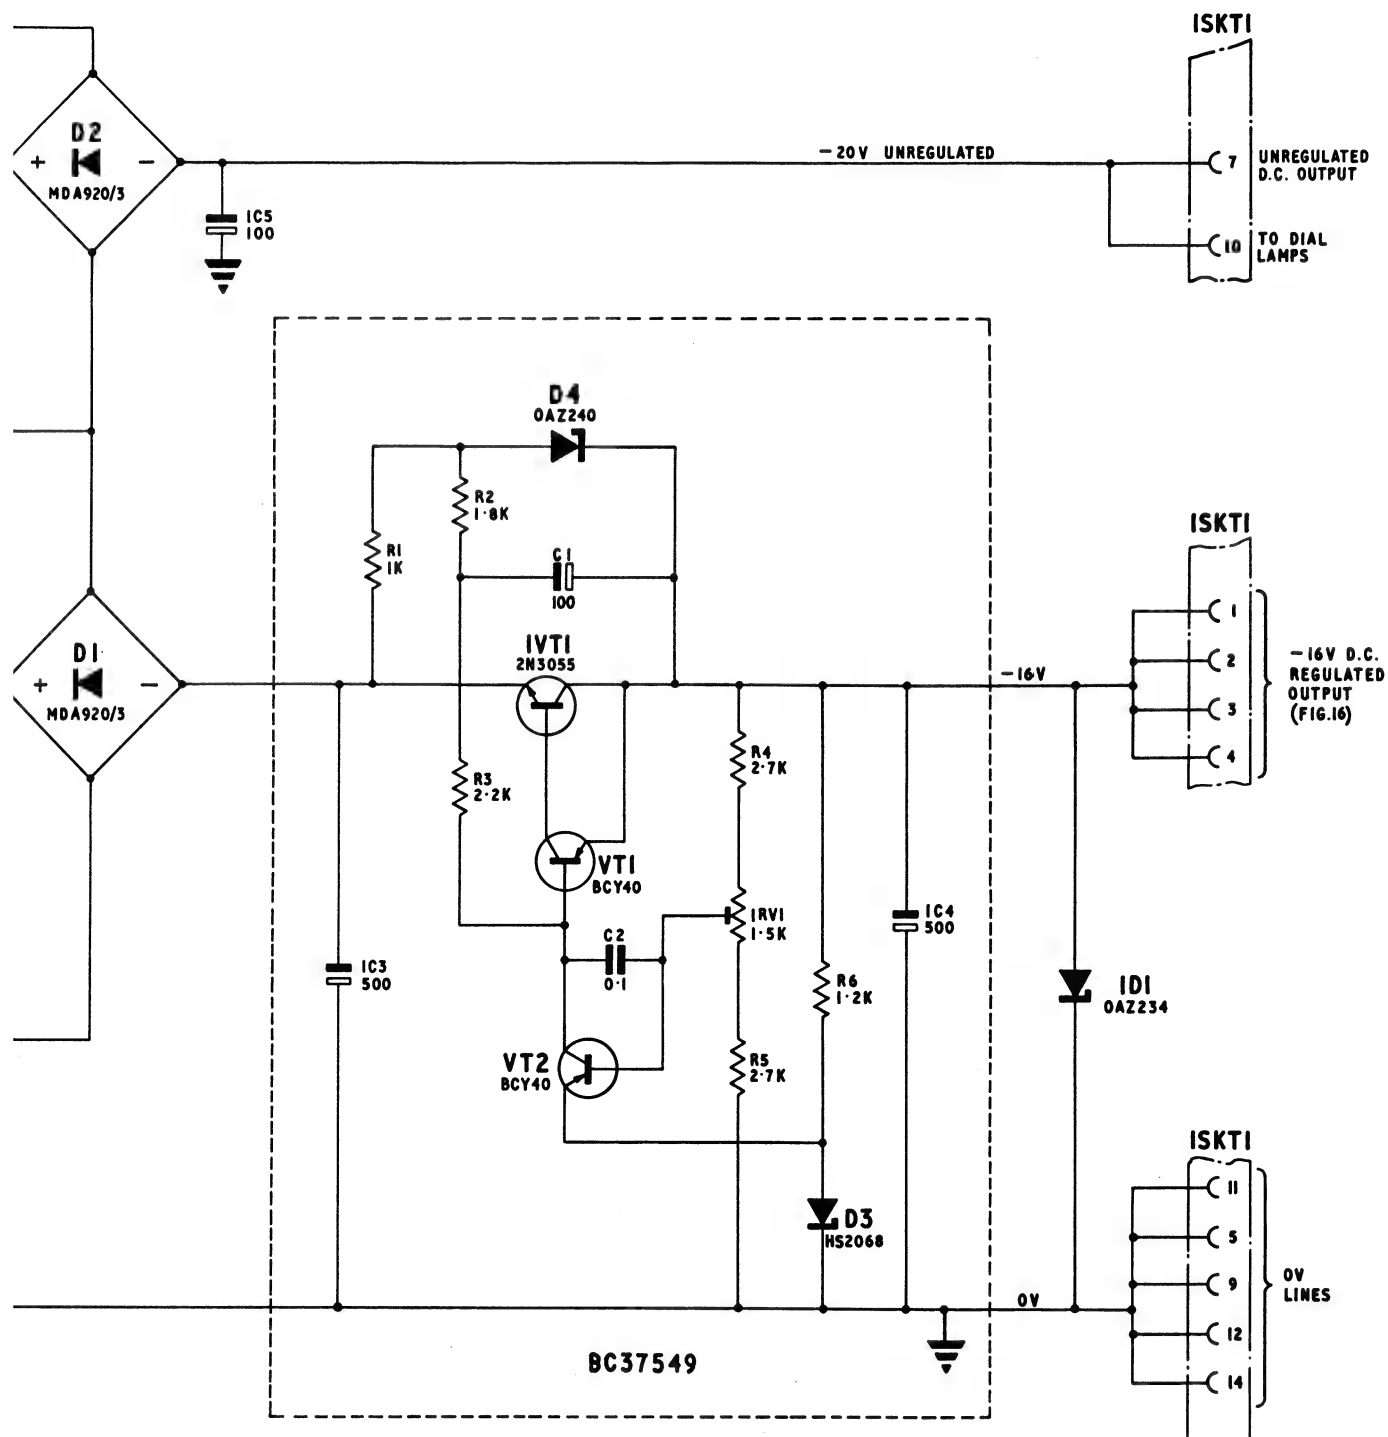 ISKT1
D2
+ −
MDA920/3
−20V UNREGULATED
7 UNREGULATED
D.C. OUTPUT
1C5
100
10 TO DIAL
LAMPS
D4
OAZ240
R2
1·8K
R1
1K
C1
100
ISKT1
1
2
3
4
−16V D.C.
REGULATED
OUTPUT
(FIG.16)
D1
+ −
MDA920/3
IVT1
2N3055
−16V
R3
2·2K
R4
2·7K
VT1
BCY40
1RV1
1·5K
C2
0·1
1C4
500
1C3
500
R6
1·2K
1D1
OAZ234
VT2
BCY40
R5
2·7K
D3
HS2068
ISKT1
11
5
9
12
14
0V
LINES
0V
BC37549